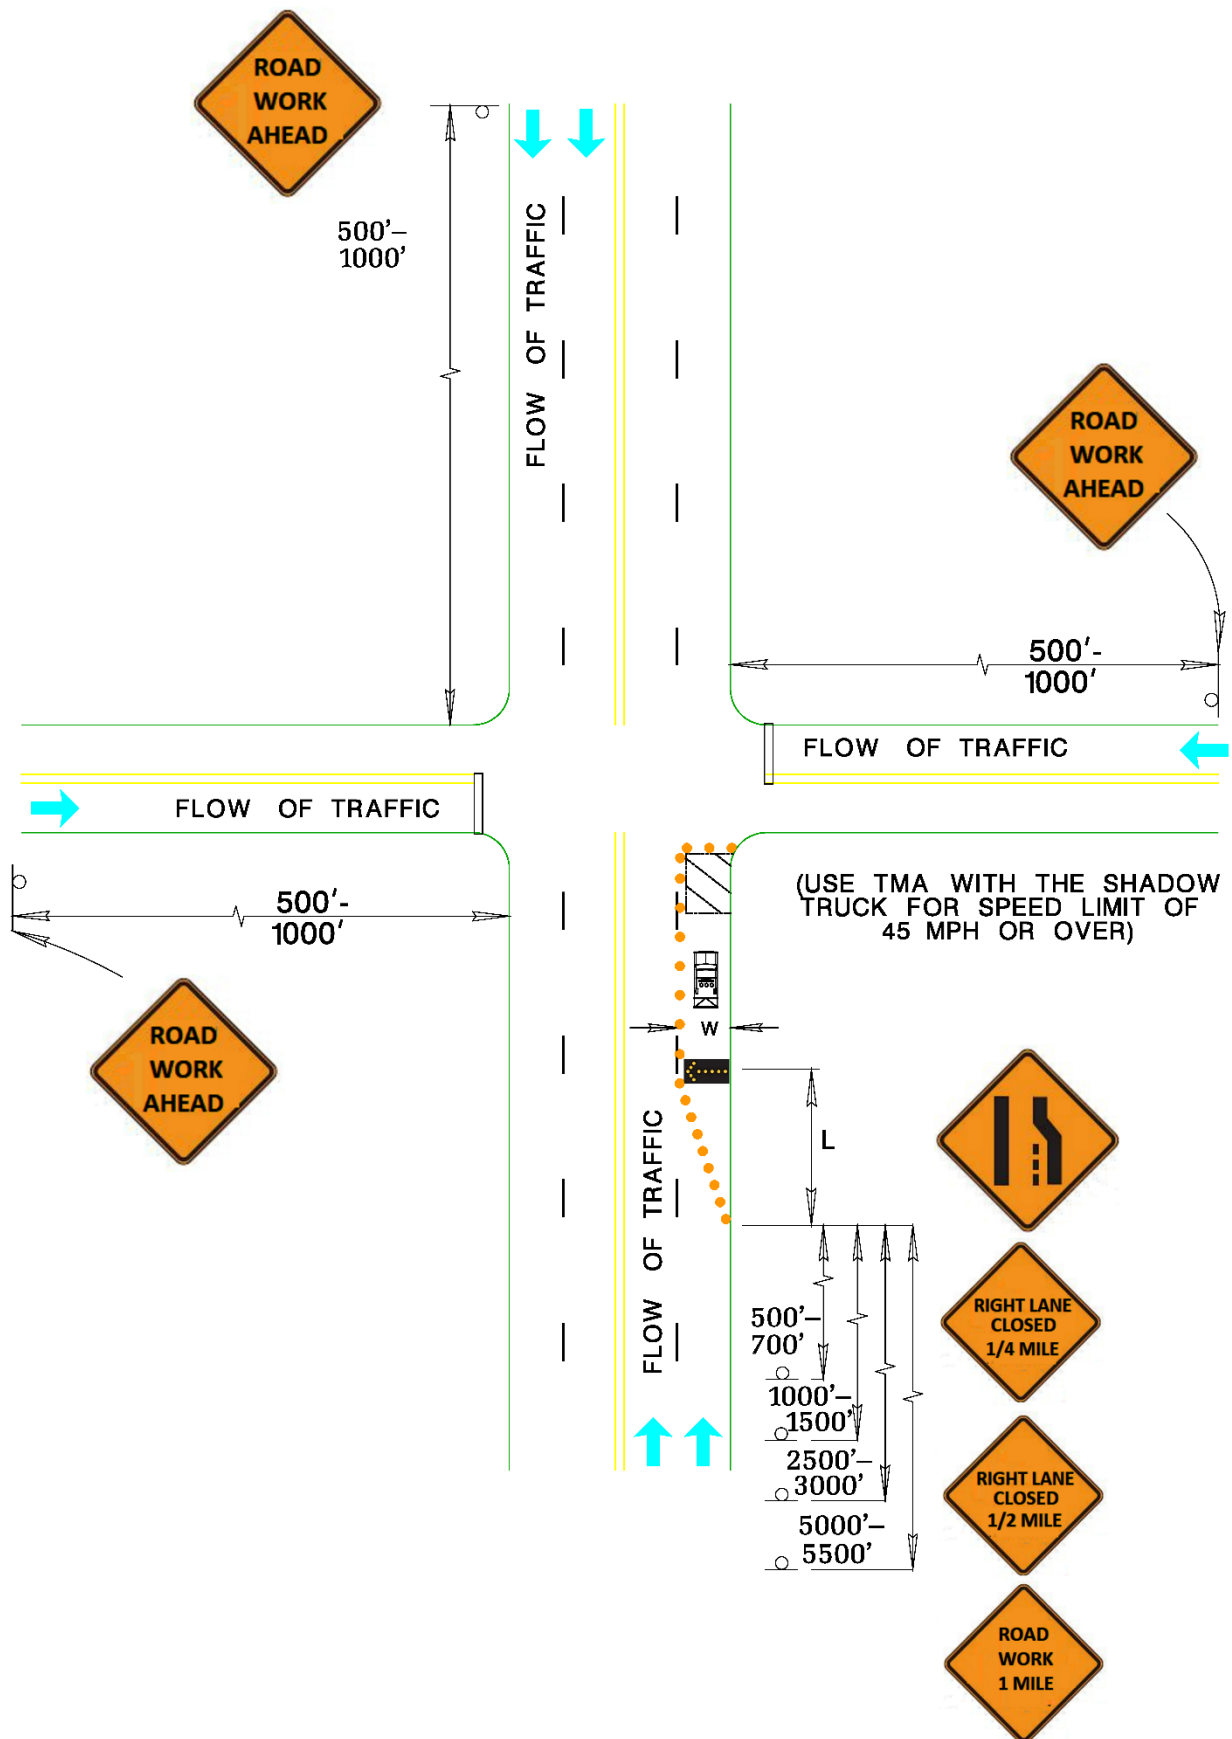 ROAD
WORK
AHEAD
500'–
1000'
FLOW OF TRAFFIC
ROAD
WORK
AHEAD
500'-
1000'
FLOW OF TRAFFIC
FLOW OF TRAFFIC
500'-
1000'
(USE TMA WITH THE SHADOW
TRUCK FOR SPEED LIMIT OF
45 MPH OR OVER)
ROAD
WORK
AHEAD
W
L
FLOW OF TRAFFIC
500'–
700'
1000'–
1500'
2500'–
3000'
5000'–
5500'
RIGHT LANE
CLOSED
1/4 MILE
RIGHT LANE
CLOSED
1/2 MILE
ROAD
WORK
1 MILE